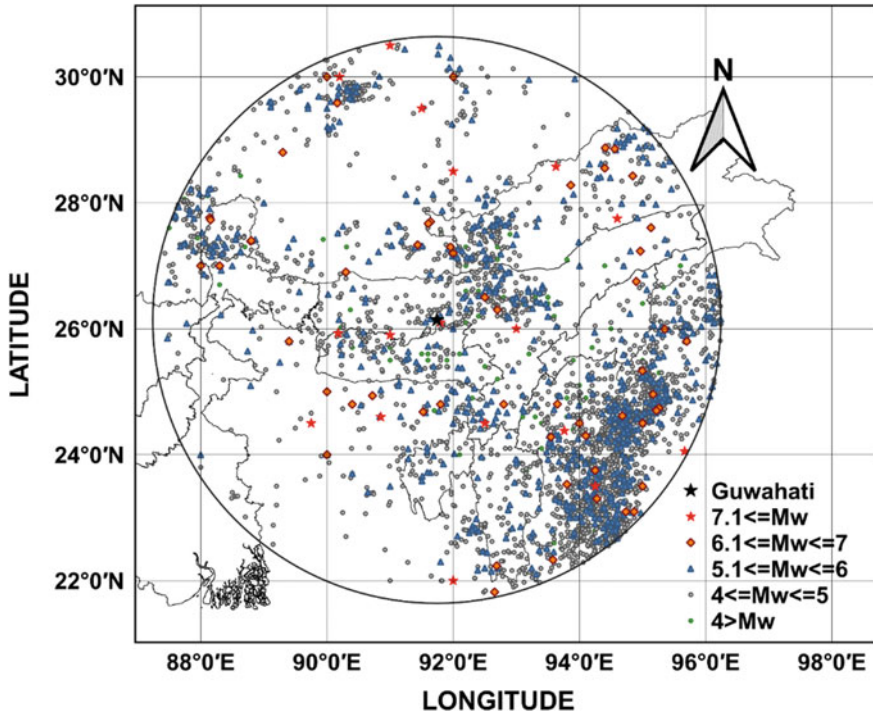 30°0'N
28°0'N
26°0'N
24°0'N
22°0'N
LATITUDE
N
Guwahati
7.1<=Mw
6.1<=Mw<=7
5.1<=Mw<=6
4<=Mw<=5
4>Mw
88°0'E 90°0'E 92°0'E 94°0'E 96°0'E 98°0'E
LONGITUDE